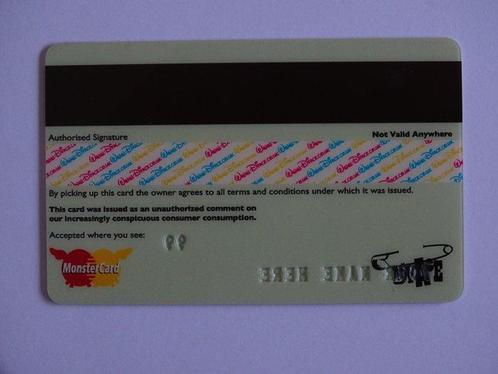 Authorised Signature
Not Valid Anywhere
By picking up this card the owner agrees to all terms and conditions under which it was issued.
This card was issued as an unauthorized comment on
our increasingly conspicuous consumer consumption.
Accepted where you see:
MonsterCard
NAME HERE